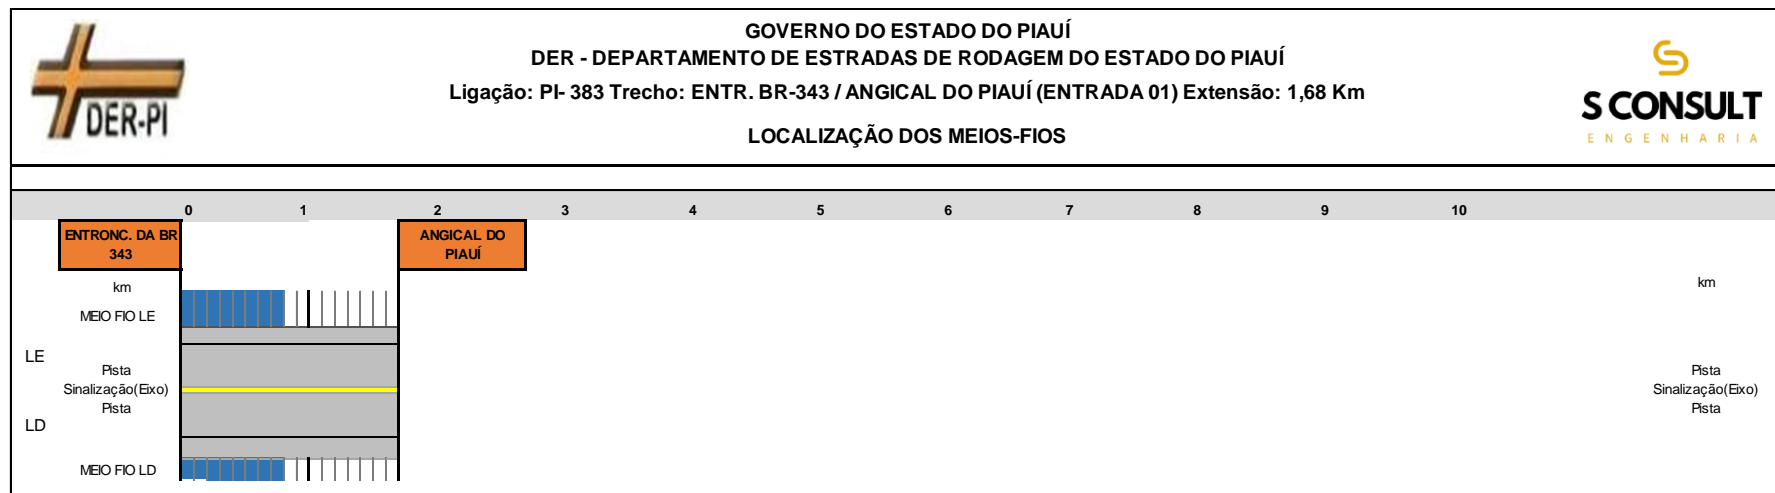 GOVERNO DO ESTADO DO PIAUÍ
DER - DEPARTAMENTO DE ESTRADAS DE RODAGEM DO ESTADO DO PIAUÍ
Ligação: PI- 383 Trecho: ENTR. BR-343 / ANGICAL DO PIAUÍ (ENTRADA 01) Extensão: 1,68 Km
LOCALIZAÇÃO DOS MEIOS-FIOS
DER-PI
S CONSULT
ENGENHARIA
0 1 2 3 4 5 6 7 8 9 10
ENTRONC. DA BR
343
ANGICAL DO
PIAUÍ
km
km
MEIO FIO LE
LE
Pista
Pista
Sinalização(Eixo)
Sinalização(Eixo)
Pista
Pista
LD
MEIO FIO LD